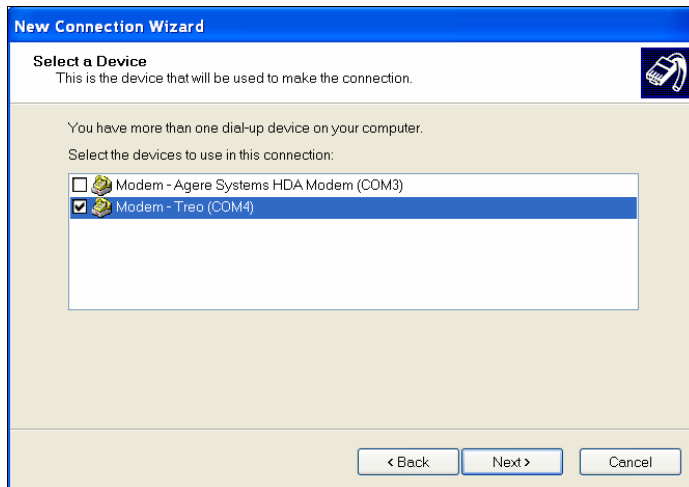 New Connection Wizard
Select a Device
This is the device that will be used to make the connection.
You have more than one dial-up device on your computer.
Select the devices to use in this connection:
Modem - Agere Systems HDA Modem (COM3)
Modem - Treo (COM4)
< Back Next > Cancel